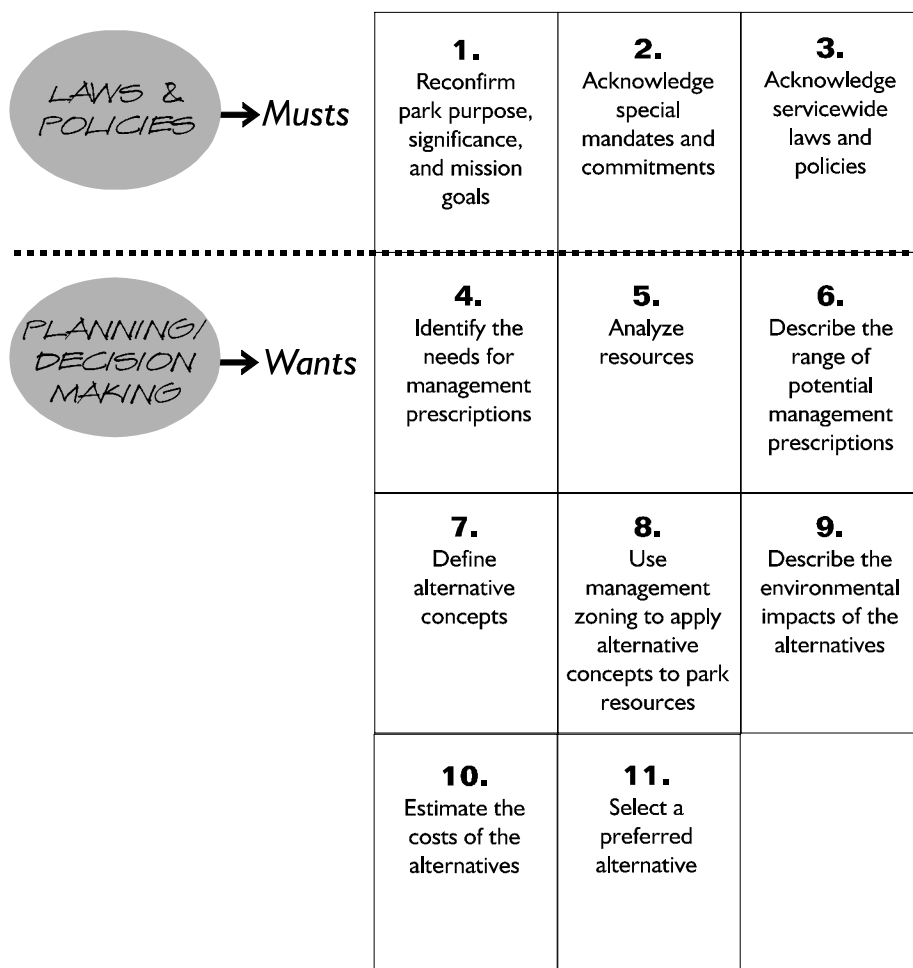 LAWS &
POLICIES
Musts
1.
Reconfirm
park purpose,
significance,
and mission
goals
2.
Acknowledge
special
mandates and
commitments
3.
Acknowledge
servicewide
laws and
policies
PLANNING/
DECISION
MAKING
Wants
4.
Identify the
needs for
management
prescriptions
5.
Analyze
resources
6.
Describe the
range of
potential
management
prescriptions
7.
Define
alternative
concepts
8.
Use
management
zoning to apply
alternative
concepts to park
resources
9.
Describe the
environmental
impacts of the
alternatives
10.
Estimate the
costs of the
alternatives
11.
Select a
preferred
alternative